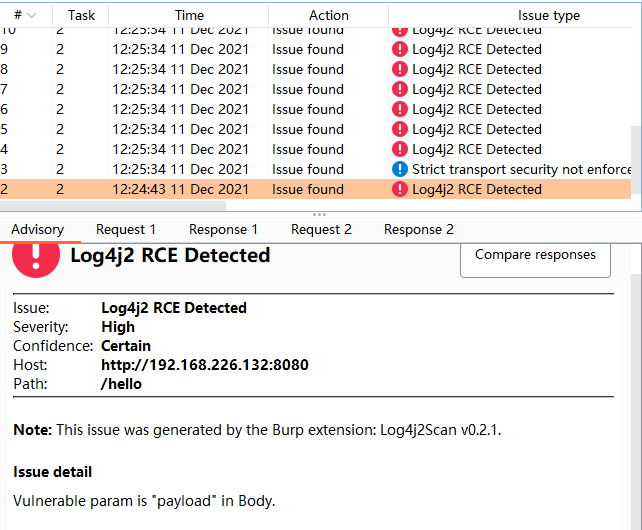 # Task Time Action Issue type
10 2 12:25:34 11 Dec 2021 Issue found Log4j2 RCE Detected
9 2 12:25:34 11 Dec 2021 Issue found Log4j2 RCE Detected
8 2 12:25:34 11 Dec 2021 Issue found Log4j2 RCE Detected
7 2 12:25:34 11 Dec 2021 Issue found Log4j2 RCE Detected
6 2 12:25:34 11 Dec 2021 Issue found Log4j2 RCE Detected
5 2 12:25:34 11 Dec 2021 Issue found Log4j2 RCE Detected
4 2 12:25:34 11 Dec 2021 Issue found Log4j2 RCE Detected
3 2 12:25:34 11 Dec 2021 Issue found Strict transport security not enforce
2 2 12:24:43 11 Dec 2021 Issue found Log4j2 RCE Detected
Advisory Request 1 Response 1 Request 2 Response 2
Log4j2 RCE Detected Compare responses
Issue: Log4j2 RCE Detected
Severity: High
Confidence: Certain
Host: http://192.168.226.132:8080
Path: /hello
Note: This issue was generated by the Burp extension: Log4j2Scan v0.2.1.
Issue detail
Vulnerable param is "payload" in Body.